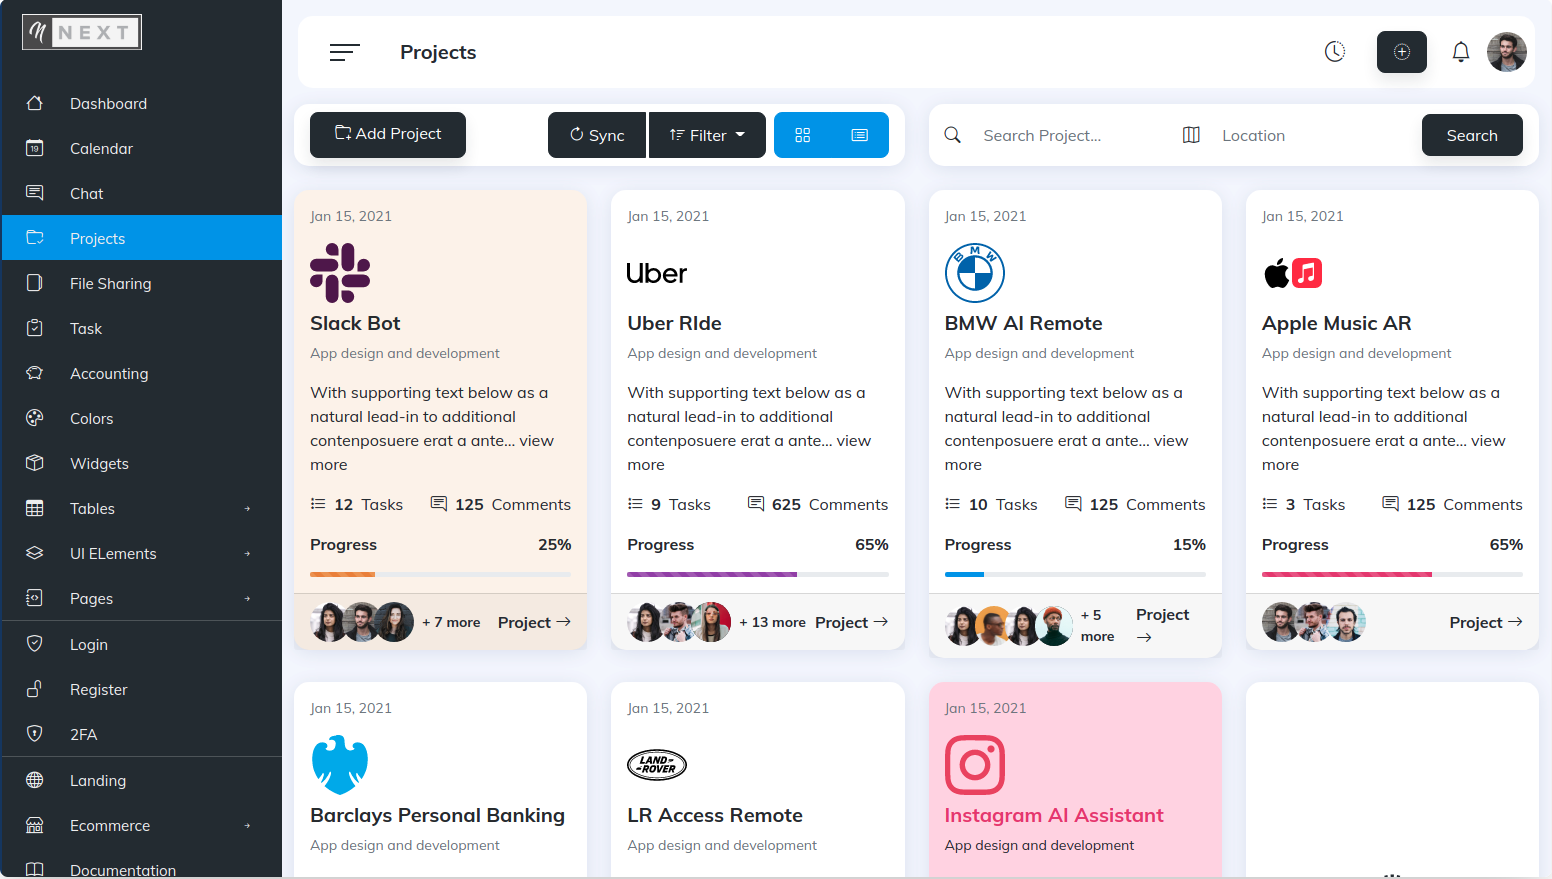 NEXT
Dashboard
19
Calendar
Chat
Projects
File Sharing
Task
Accounting
Colors
Widgets
Tables
UI ELements
Pages
Login
Register
2FA
Landing
Ecommerce
Documentation
Projects
Add Project
Sync
Filter
Search Project...
Location
Search
Jan 15, 2021
Slack Bot
App design and development
With supporting text below as a
natural lead-in to additional
contenposuere erat a ante... view
more
12 Tasks
125 Comments
Progress
25%
+ 7 more
Project
Jan 15, 2021
Uber
Uber RIde
App design and development
With supporting text below as a
natural lead-in to additional
contenposuere erat a ante... view
more
9 Tasks
625 Comments
Progress
65%
+ 13 more
Project
Jan 15, 2021
BMW
BMW AI Remote
App design and development
With supporting text below as a
natural lead-in to additional
contenposuere erat a ante... view
more
10 Tasks
125 Comments
Progress
15%
+ 5
more
Project
Jan 15, 2021
Apple Music AR
App design and development
With supporting text below as a
natural lead-in to additional
contenposuere erat a ante... view
more
3 Tasks
125 Comments
Progress
65%
Project
Jan 15, 2021
Barclays Personal Banking
App design and development
Jan 15, 2021
LAND-
-ROVER
LR Access Remote
App design and development
Jan 15, 2021
Instagram AI Assistant
App design and development